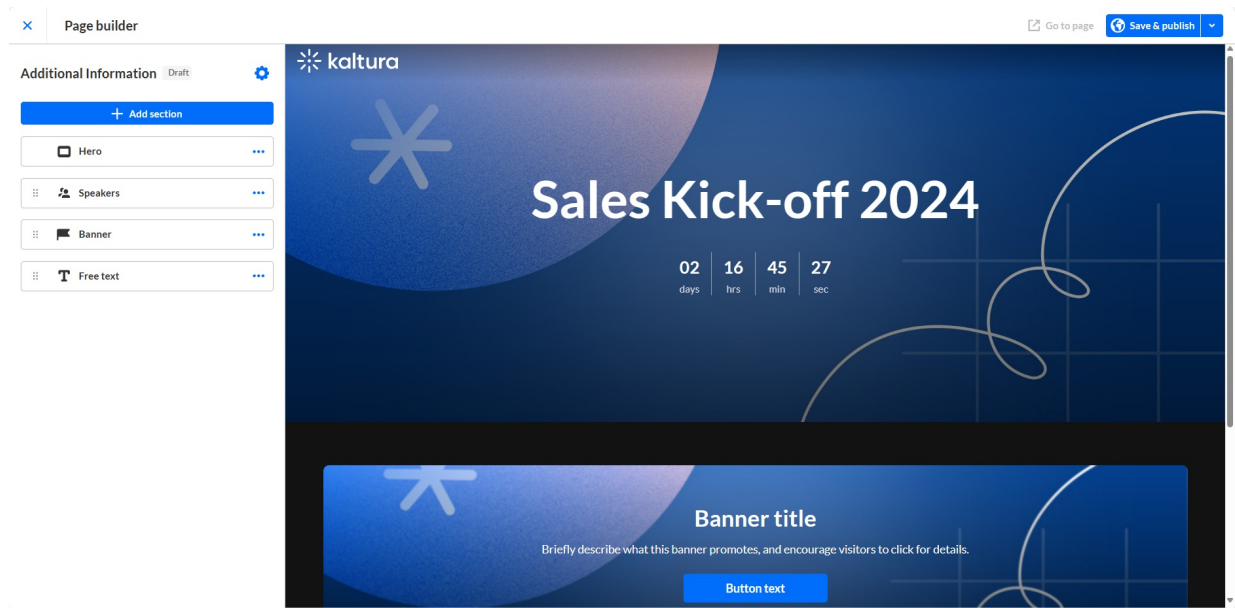 Page builder
Go to page
Save & publish
Additional Information Draft
+ Add section
Hero
Speakers
Banner
Free text
kaltura
Sales Kick-off 2024
02 16 45 27
days hrs min sec
Banner title
Briefly describe what this banner promotes, and encourage visitors to click for details.
Button text